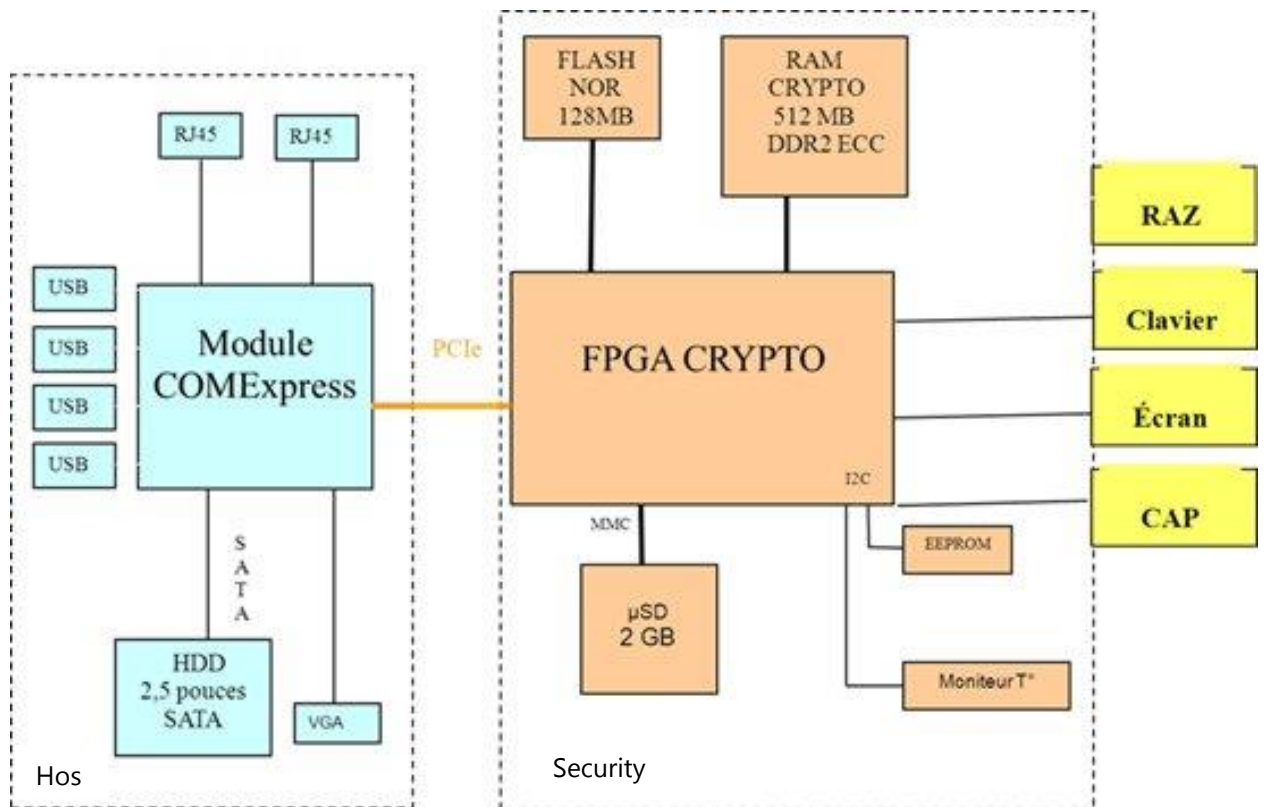 FLASH
NOR
128MB
RAM
CRYPTO
512 MB
DDR2 ECC
RJ45
RJ45
RAZ
USB
USB
USB
USB
Module
COMExpress
PCIe
FPGA CRYPTO
I2C
Clavier
Écran
CAP
MMC
EEPROM
S
A
T
A
µSD
2 GB
HDD
2,5 pouces
SATA
VGA
Moniteur T°
Hos
Security